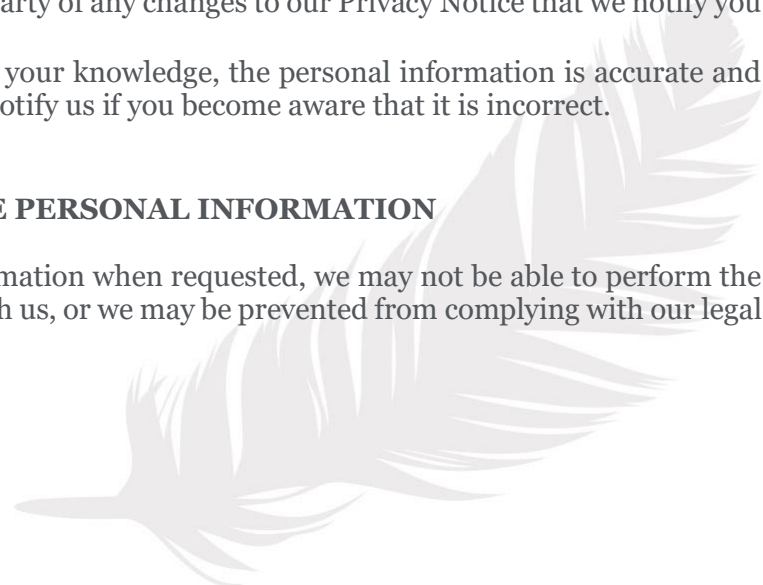 arty of any changes to our Privacy Notice that we notify you
your knowledge, the personal information is accurate and
otify us if you become aware that it is incorrect.
E PERSONAL INFORMATION
mation when requested, we may not be able to perform the
h us, or we may be prevented from complying with our legal